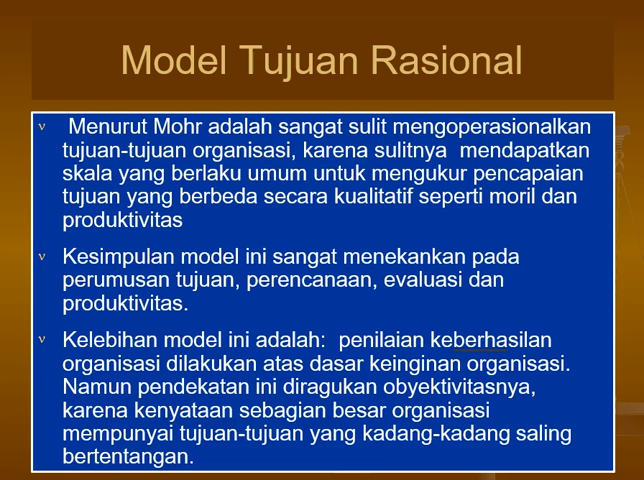 Model Tujuan Rasional
v Menurut Mohr adalah sangat sulit mengoperasionalkan
tujuan-tujuan organisasi, karena sulitnya mendapatkan
skala yang berlaku umum untuk mengukur pencapaian
tujuan yang berbeda secara kualitatif seperti moril dan
produktivitas
v Kesimpulan model ini sangat menekankan pada
perumusan tujuan, perencanaan, evaluasi dan
produktivitas.
v Kelebihan model ini adalah: penilaian keberhasilan
organisasi dilakukan atas dasar keinginan organisasi.
Namun pendekatan ini diragukan obyektivitasnya,
karena kenyataan sebagian besar organisasi
mempunyai tujuan-tujuan yang kadang-kadang saling
bertentangan.